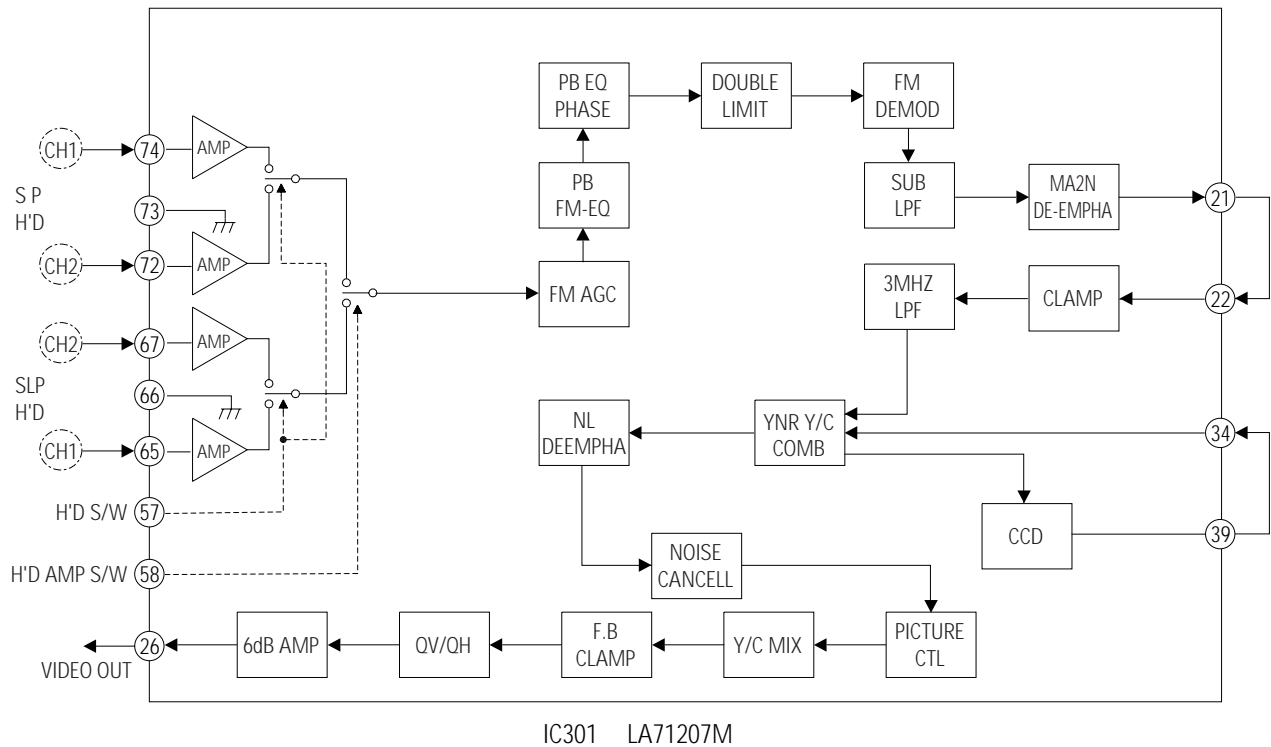 PB EQ
PHASE
DOUBLE
LIMIT
FM
DEMOD
CH1
74
AMP
S P
H'D
73
CH2
72
AMP
PB
FM-EQ
SUB
LPF
MA2N
DE-EMPHA
21
FM AGC
3MHZ
LPF
CLAMP
22
CH2
67
AMP
SLP
H'D
66
CH1
65
AMP
NL
DEEMPHA
YNR Y/C
COMB
34
H'D S/W
57
CCD
39
H'D AMP S/W
58
NOISE
CANCELL
26
VIDEO OUT
6dB AMP
QV/QH
F.B
CLAMP
Y/C MIX
PICTURE
CTL
IC301 LA71207M